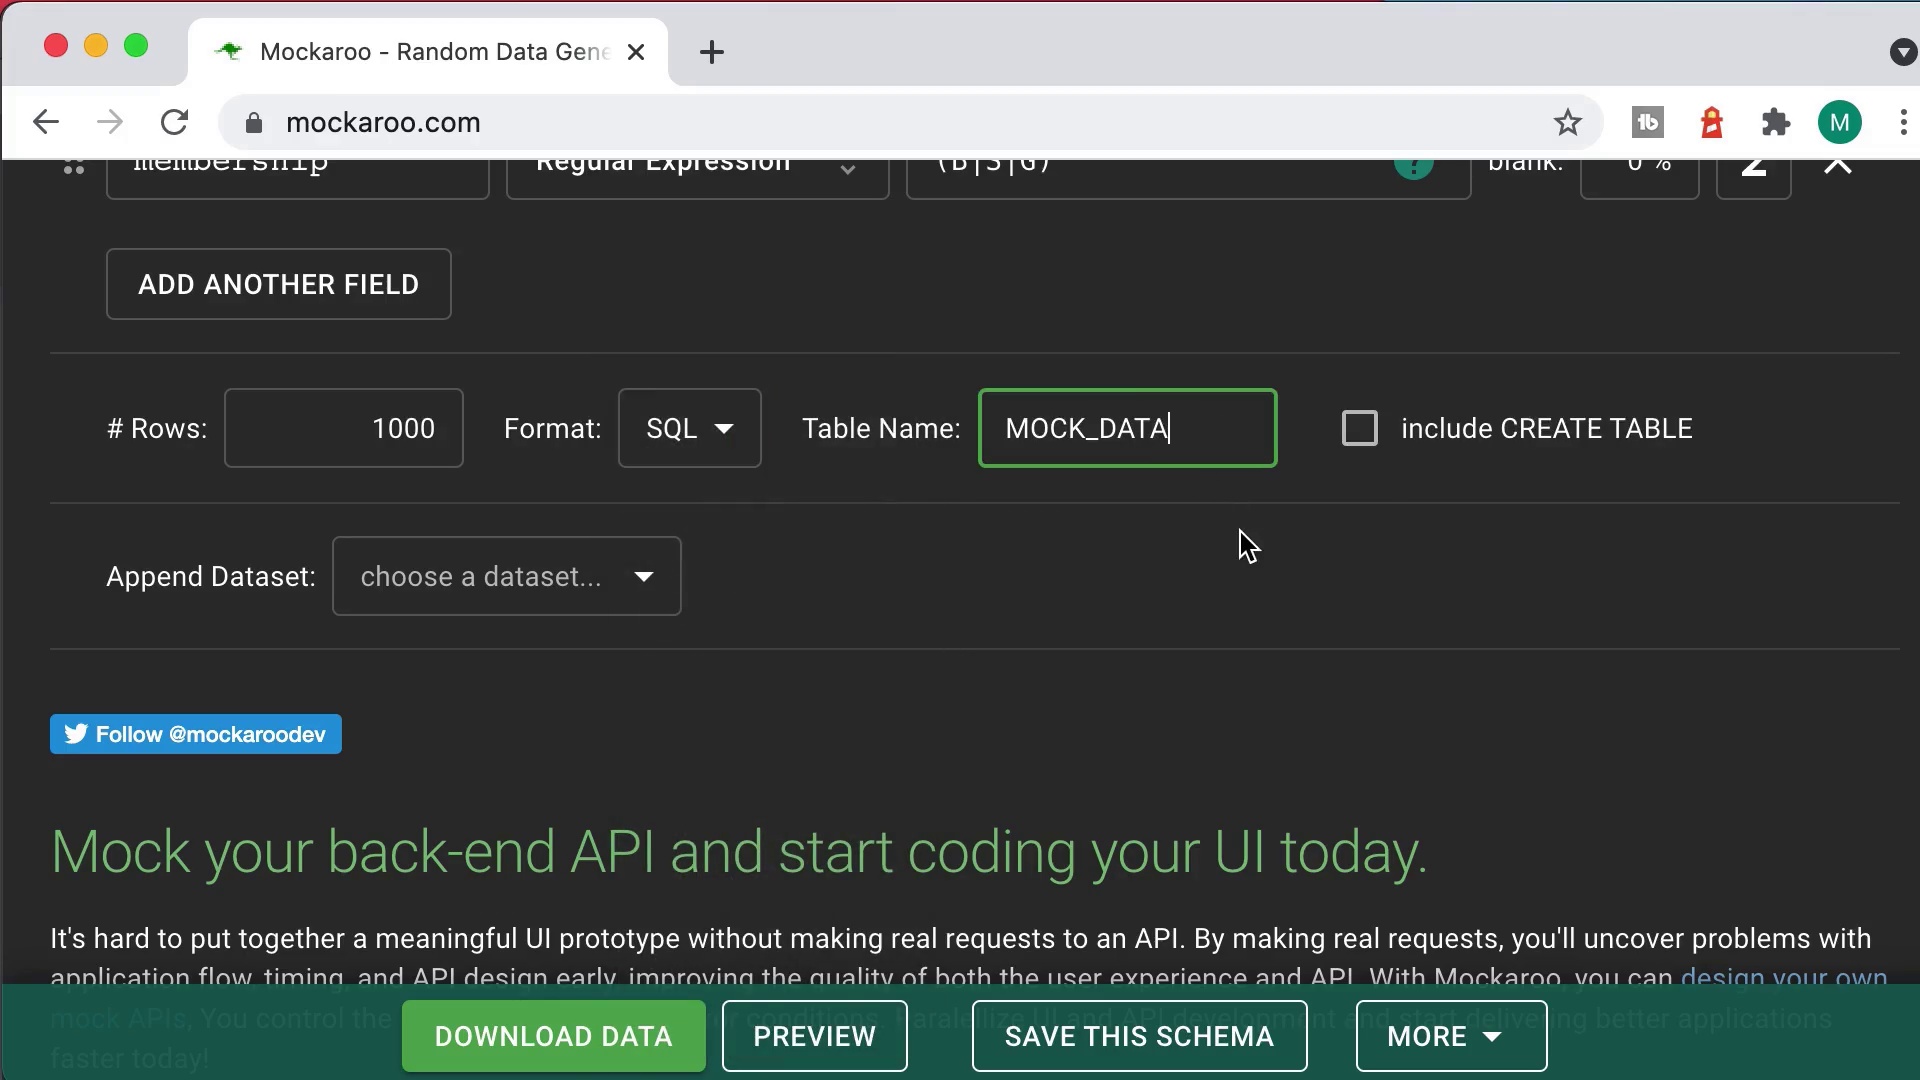 Mockaroo - Random Data Gene
mockaroo.com
M
membership Regular Expression (B|S|G) ? blank: 0 % Σ
ADD ANOTHER FIELD
# Rows: 1000 Format: SQL Table Name: MOCK_DATA include CREATE TABLE
Append Dataset: choose a dataset...
Follow @mockaroodev
Mock your back-end API and start coding your UI today.
It's hard to put together a meaningful UI prototype without making real requests to an API. By making real requests, you'll uncover problems with
application flow, timing, and API design early, improving the quality of both the user experience and API. With Mockaroo, you can design your own
mock APIs, You control the conditions. UI and API development and start delivering better applications
faster today!
DOWNLOAD DATA PREVIEW SAVE THIS SCHEMA MORE